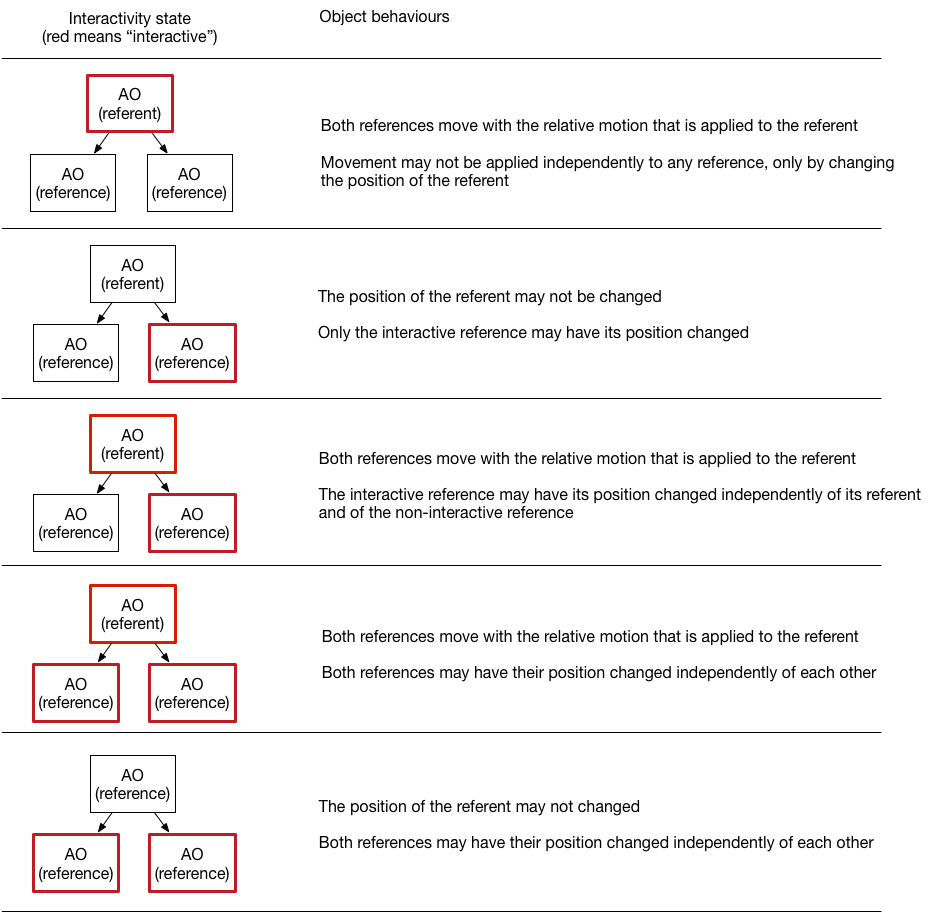 Interactivity state
(red means “interactive”)
Object behaviours
AO
(referent)
AO
(reference)
AO
(reference)
Both references move with the relative motion that is applied to the referent
Movement may not be applied independently to any reference, only by changing
the position of the referent
AO
(referent)
AO
(reference)
AO
(reference)
The position of the referent may not be changed
Only the interactive reference may have its position changed
AO
(referent)
AO
(reference)
AO
(reference)
Both references move with the relative motion that is applied to the referent
The interactive reference may have its position changed independently of its referent
and of the non-interactive reference
AO
(referent)
AO
(reference)
AO
(reference)
Both references move with the relative motion that is applied to the referent
Both references may have their position changed independently of each other
AO
(reference)
AO
(reference)
AO
(reference)
The position of the referent may not changed
Both references may have their position changed independently of each other